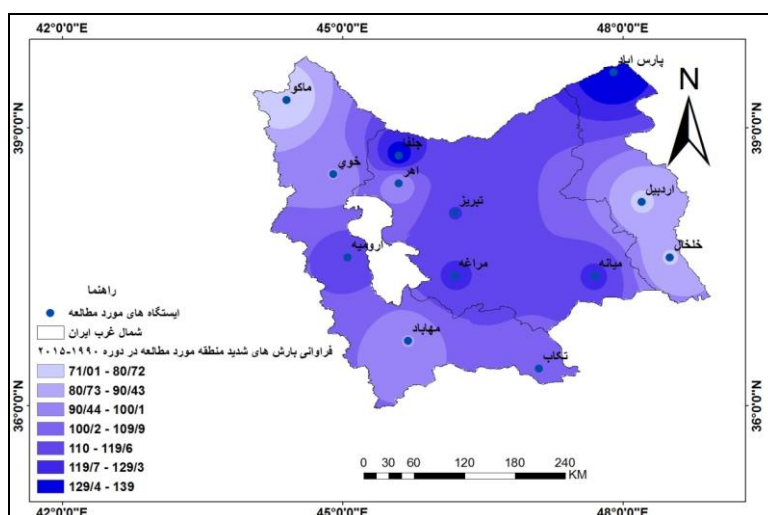 42°0'0"E 45°0'0"E 48°0'0"E
پارس اباد
N
ماکو
39°0'0"N 39°0'0"N
جلفا
خوی
اهر
اردبیل
تبریز
خلخال
ارومیه
مراغه
میانه
راهنما
ایستگاه های مورد مطالعه
شمال غرب ایران
مهاباد
فراوانی بارش های شدید منطقه مورد مطالعه در دوره ۱۹۹۰-۲۰۱۵
تکاب
71/01 - 80/72
80/73 - 90/43
36°0'0"N 36°0'0"N
90/44 - 100/1
100/2 - 109/9
110 - 119/6
119/7 - 129/3
129/4 - 139
0 30 60 120 180 240
KM
42°0'0"E 45°0'0"E 48°0'0"E